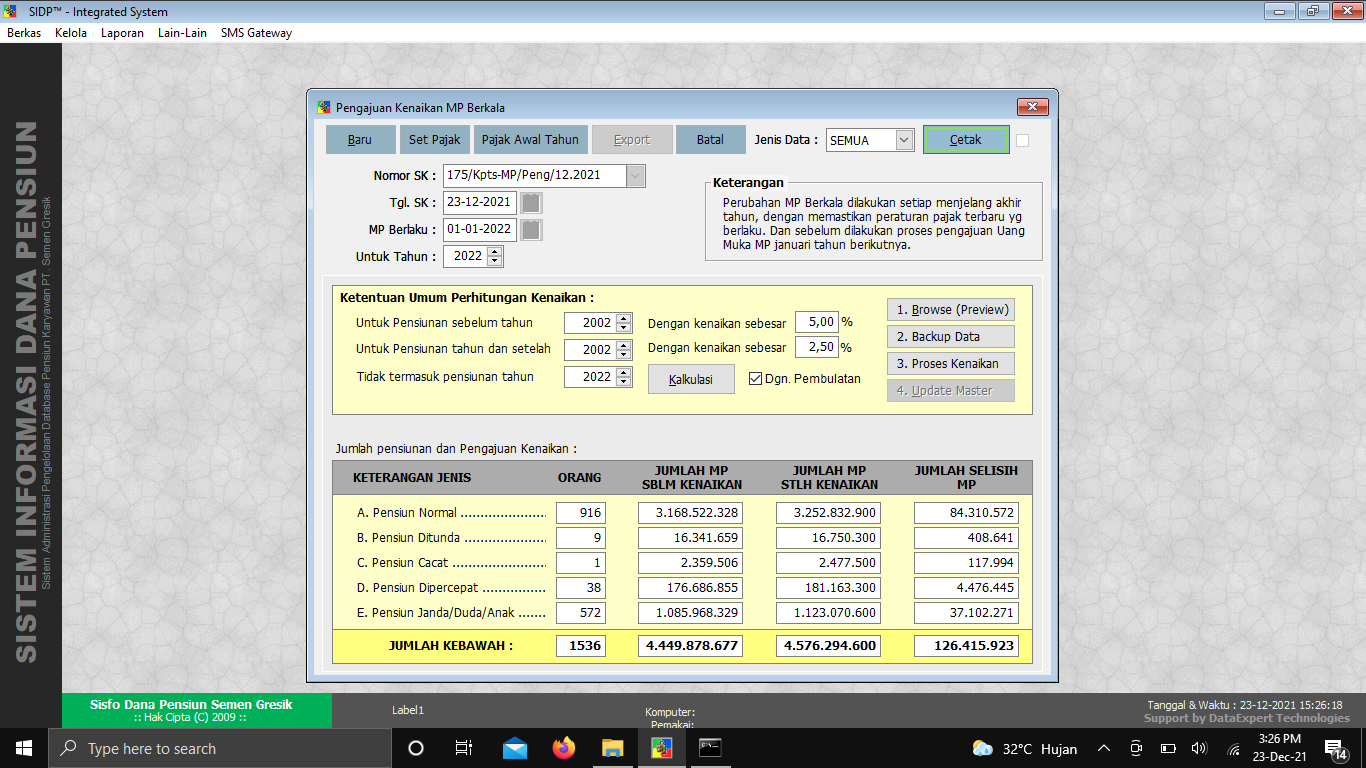 SIDP™ - Integrated System
Berkas Kelola Laporan Lain-Lain SMS Gateway
SISTEM INFORMASI DANA PENSIUN
Sistem Administrasi Pengelolaan Database Pensiun Karyawan PT. Semen Gresik
Pengajuan Kenaikan MP Berkala
Baru Set Pajak Pajak Awal Tahun Export Batal Jenis Data : SEMUA Cetak
Nomor SK : 175/Kpts-MP/Peng/12.2021
Tgl. SK : 23-12-2021
MP Berlaku : 01-01-2022
Untuk Tahun : 2022
Keterangan
Perubahan MP Berkala dilakukan setiap menjelang akhir
tahun, dengan memastikan peraturan pajak terbaru yg
berlaku. Dan sebelum dilakukan proses pengajuan Uang
Muka MP januari tahun berikutnya.
Ketentuan Umum Perhitungan Kenaikan :
Untuk Pensiunan sebelum tahun 2002 Dengan kenaikan sebesar 5,00 %
Untuk Pensiunan tahun dan setelah 2002 Dengan kenaikan sebesar 2,50 %
Tidak termasuk pensiunan tahun 2022 Kalkulasi Dgn. Pembulatan
1. Browse (Preview)
2. Backup Data
3. Proses Kenaikan
4. Update Master
Jumlah pensiunan dan Pengajuan Kenaikan :
KETERANGAN JENIS ORANG JUMLAH MP SBLM KENAIKAN JUMLAH MP STLH KENAIKAN JUMLAH SELISIH MP
A. Pensiun Normal ...................... 916 3.168.522.328 3.252.832.900 84.310.572
B. Pensiun Ditunda ..................... 9 16.341.659 16.750.300 408.641
C. Pensiun Cacat ........................ 1 2.359.506 2.477.500 117.994
D. Pensiun Dipercepat ................ 38 176.686.855 181.163.300 4.476.445
E. Pensiun Janda/Duda/Anak ....... 572 1.085.968.329 1.123.070.600 37.102.271
JUMLAH KEBAWAH : 1536 4.449.878.677 4.576.294.600 126.415.923
Sisfo Dana Pensiun Semen Gresik
:: Hak Cipta (C) 2009 ::
Label1
Komputer:
Pemakai:
Tanggal & Waktu : 23-12-2021 15:26:18
Support by DataExpert Technologies
Type here to search
32°C Hujan
3:26 PM
23-Dec-21
14